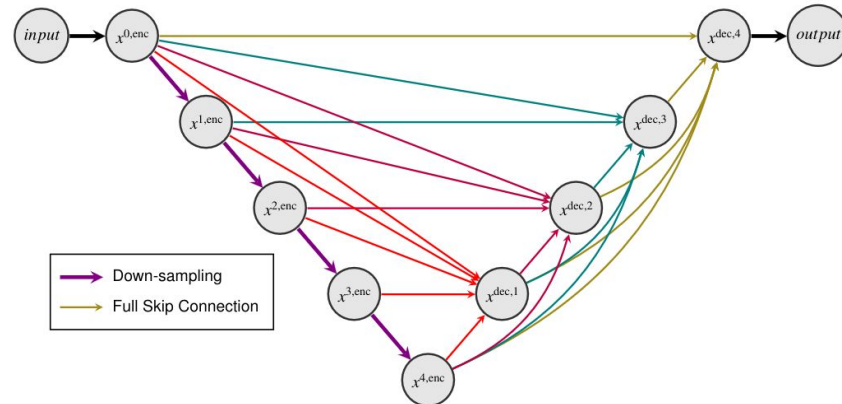 input
x^0,enc
x^dec,4
output
x^1,enc
x^dec,3
x^2,enc
x^dec,2
x^3,enc
x^dec,1
x^4,enc
Down-sampling
Full Skip Connection